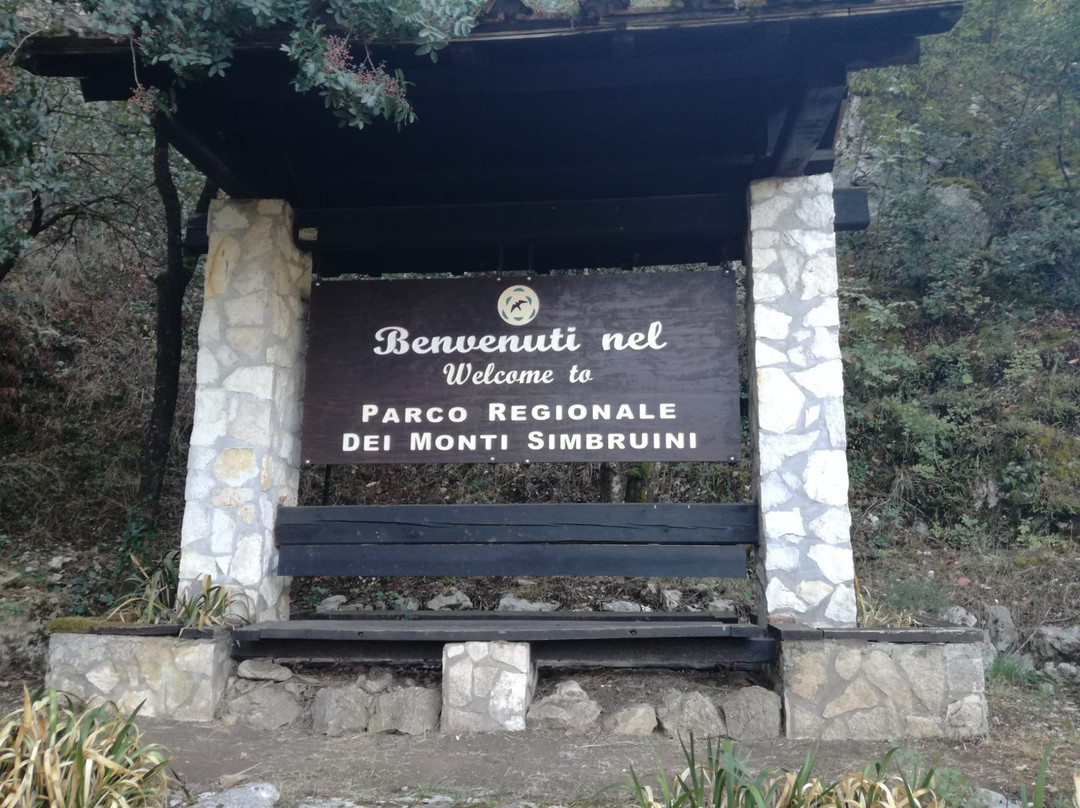 Benvenuti nel
Welcome to
PARCO REGIONALE
DEI MONTI SIMBRUINI